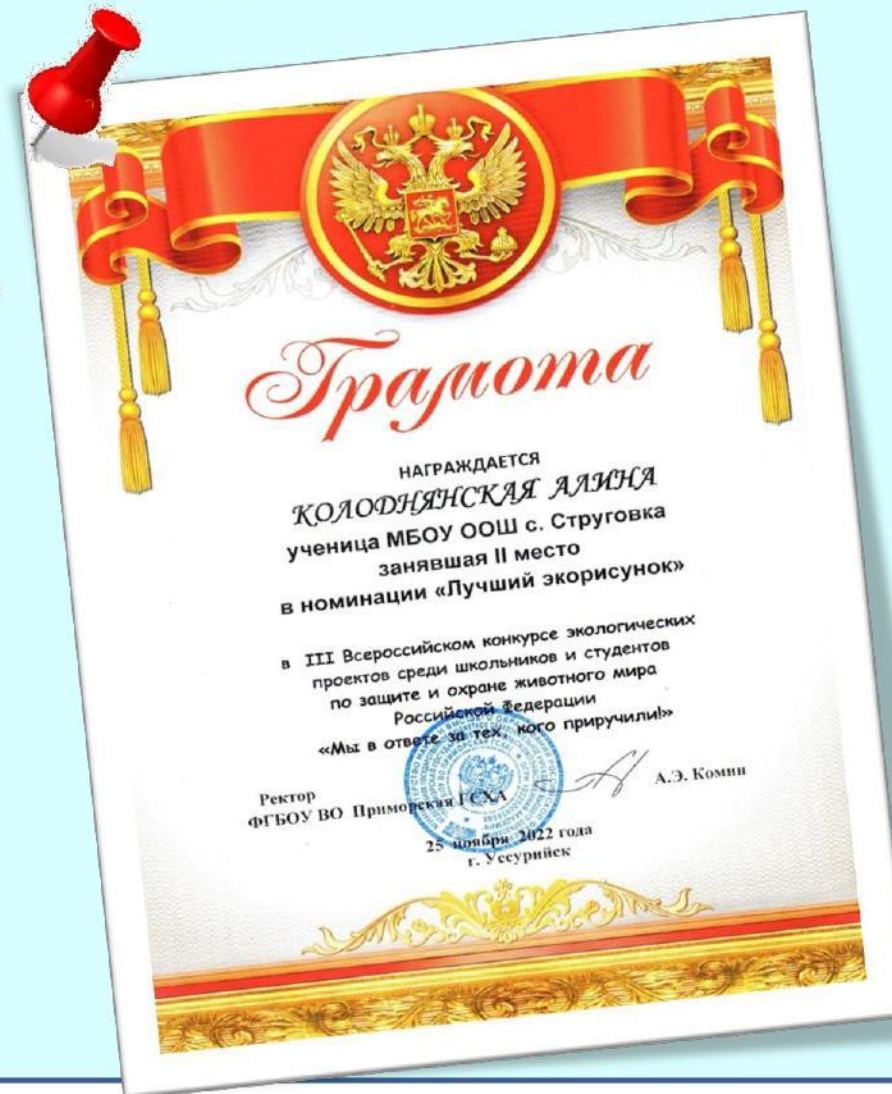 Грамота
НАГРАЖДАЕТСЯ
КОЛОДНЯНСКАЯ АЛИНА
ученица МБОУ ООШ с. Струговка
занявшая II место
в номинации «Лучший экорисунок»
в III Всероссийском конкурсе экологических
проектов среди школьников и студентов
по защите и охране животного мира
Российской Федерации
«Мы в ответе за тех, кого приручили!»
Ректор
ФГБОУ ВО Приморская ГСХА
А.Э. Комин
25 ноября 2022 года
г. Уссурийск